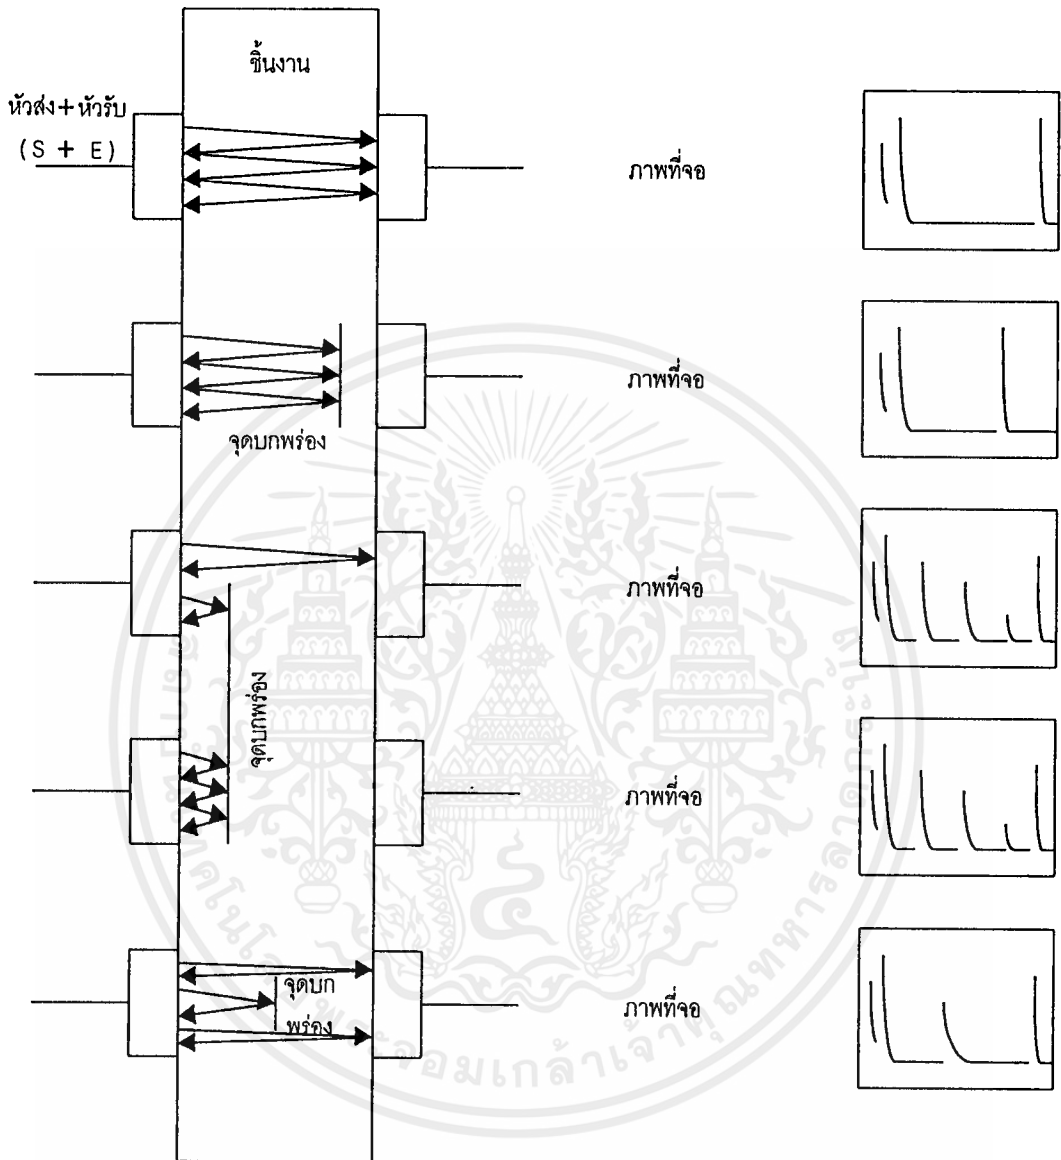 ชิ้นงาน
หัวส่ง+หัวรับ
(S + E)
ภาพที่จอ
ภาพที่จอ
จุดบกพร่อง
ภาพที่จอ
จุดบกพร่อง
ภาพที่จอ
จุดบก
พร่อง
ภาพที่จอ